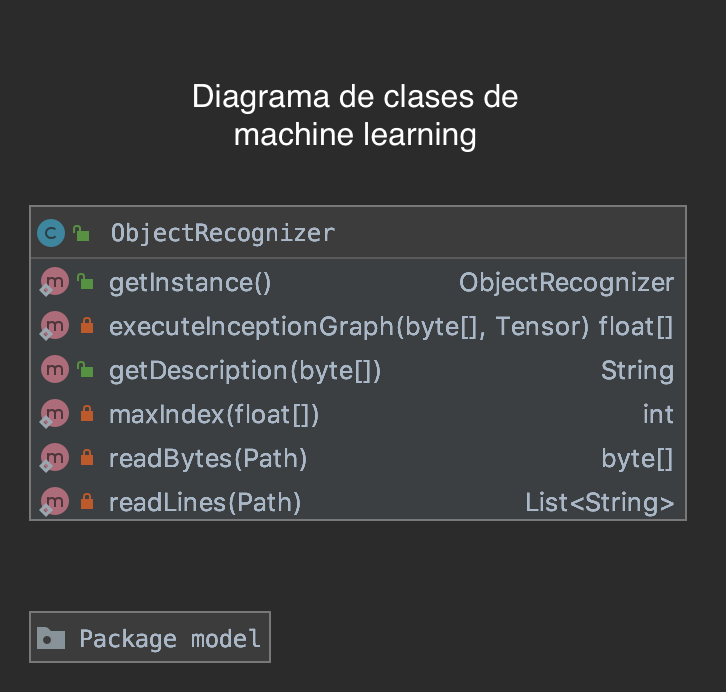 Diagrama de clases de
machine learning
C ObjectRecognizer
m getInstance() ObjectRecognizer
m executeInceptionGraph(byte[], Tensor) float[]
m getDescription(byte[]) String
m maxIndex(float[]) int
m readBytes(Path) byte[]
m readLines(Path) List<String>
Package model